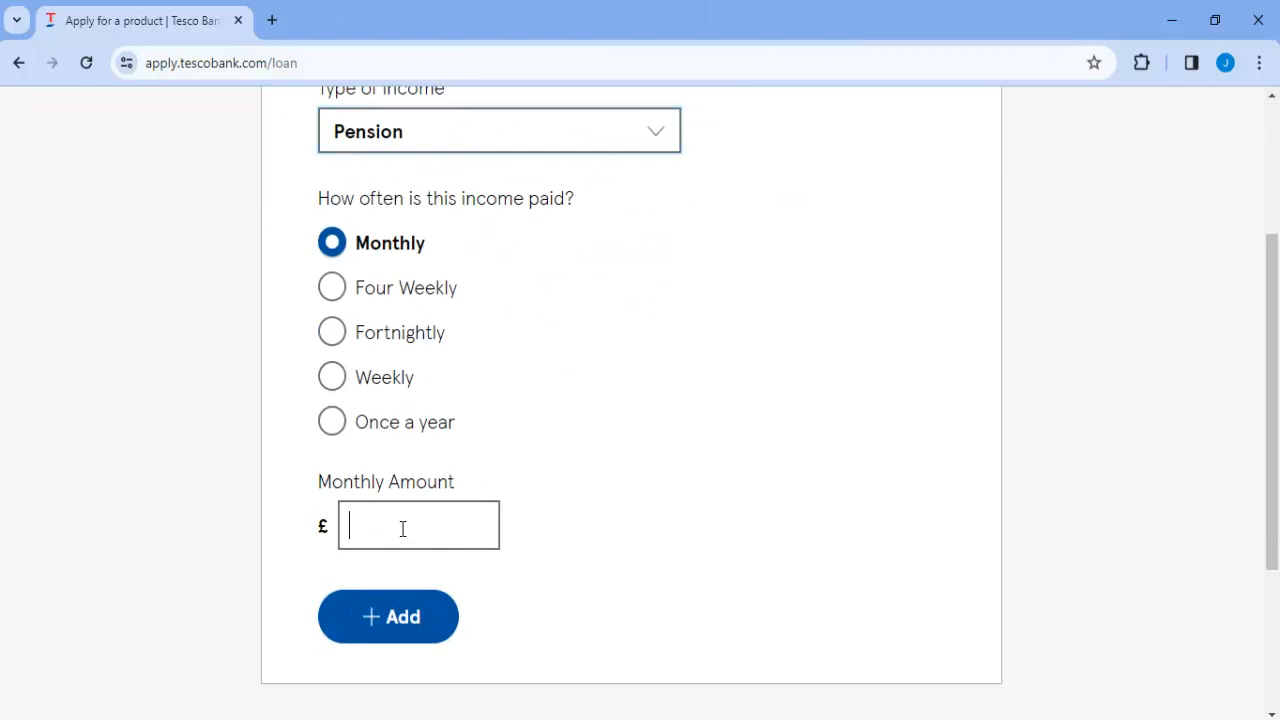 Apply for a product | Tesco Ban
apply.tescobank.com/loan
J
Type of income
Pension
How often is this income paid?
Monthly
Four Weekly
Fortnightly
Weekly
Once a year
Monthly Amount
£
+ Add